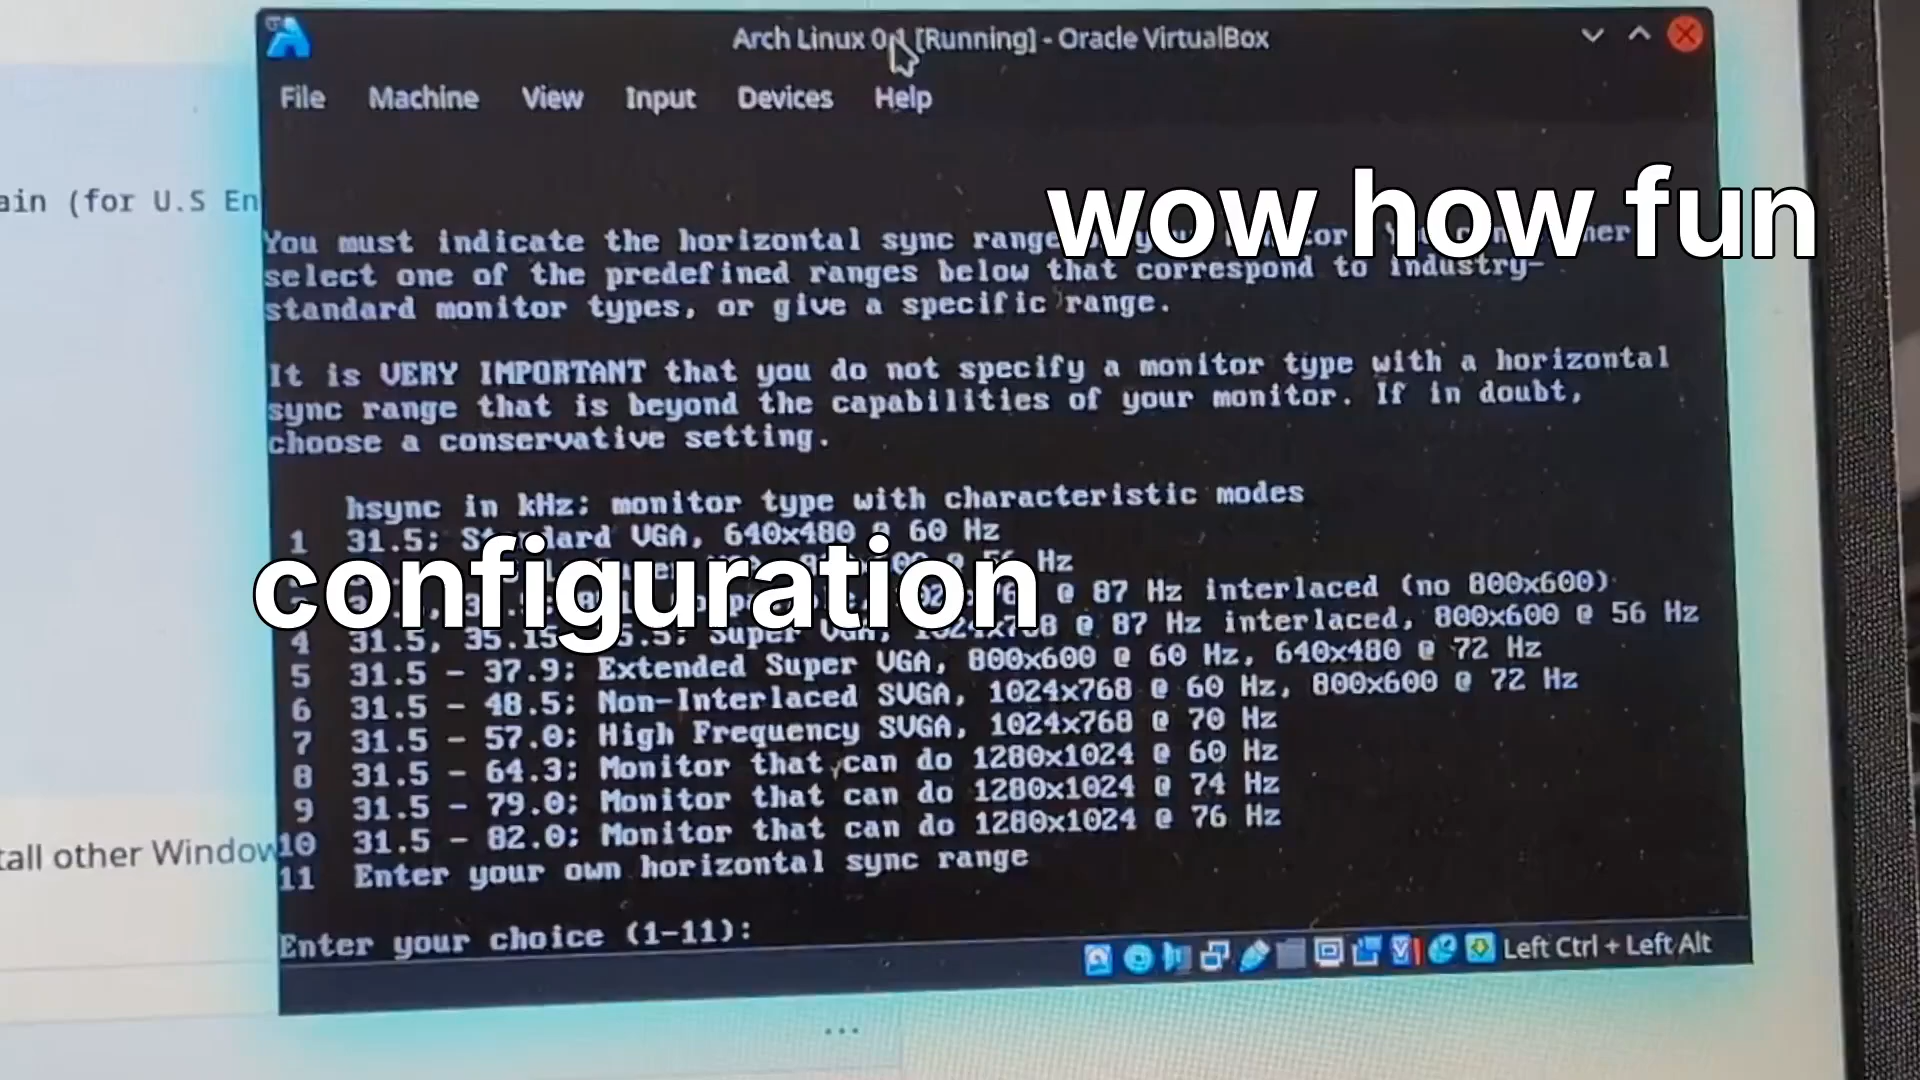 Arch Linux 0.1 [Running] - Oracle VirtualBox
File Machine View Input Devices Help
ain (for U.S En
wow how fun
You must indicate the horizontal sync range
select one of the predefined ranges below that correspond to industry-
standard monitor types, or give a specific range.
It is VERY IMPORTANT that you do not specify a monitor type with a horizontal
sync range that is beyond the capabilities of your monitor. If in doubt,
choose a conservative setting.
hsync in kHz; monitor type with characteristic modes
1 31.5; Standard VGA, 640x480 @ 60 Hz
@ 56 Hz
configuration
@ 87 Hz interlaced (no 800x600)
4 31.5, 35.15, 35.5; Super VGA, 1024x768 @ 87 Hz interlaced, 800x600 @ 56 Hz
5 31.5 - 37.9; Extended Super VGA, 800x600 @ 60 Hz, 640x480 @ 72 Hz
6 31.5 - 48.5; Non-Interlaced SVGA, 1024x768 @ 60 Hz, 800x600 @ 72 Hz
7 31.5 - 57.0; High Frequency SVGA, 1024x768 @ 70 Hz
8 31.5 - 64.3; Monitor that can do 1280x1024 @ 60 Hz
9 31.5 - 79.0; Monitor that can do 1280x1024 @ 74 Hz
10 31.5 - 82.0; Monitor that can do 1280x1024 @ 76 Hz
11 Enter your own horizontal sync range
tall other Window
Enter your choice (1-11):
Left Ctrl + Left Alt